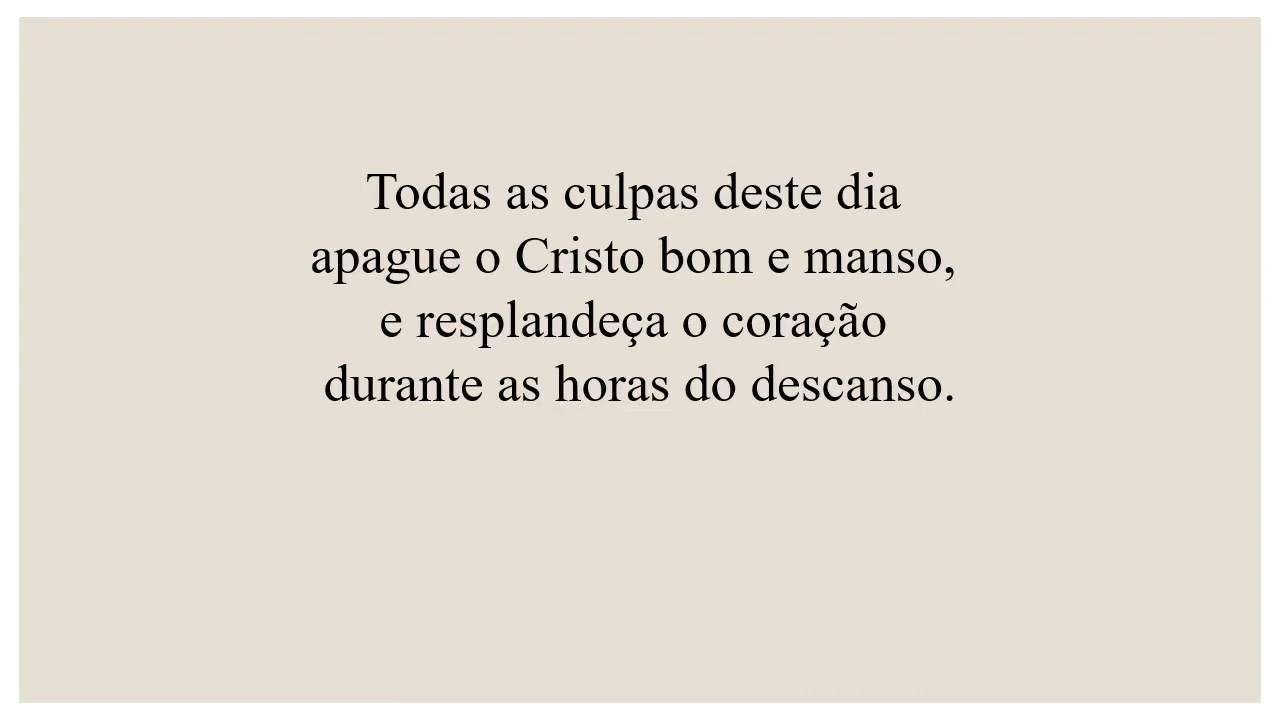 Todas as culpas deste dia
apague o Cristo bom e manso,
e resplandeça o coração
durante as horas do descanso.